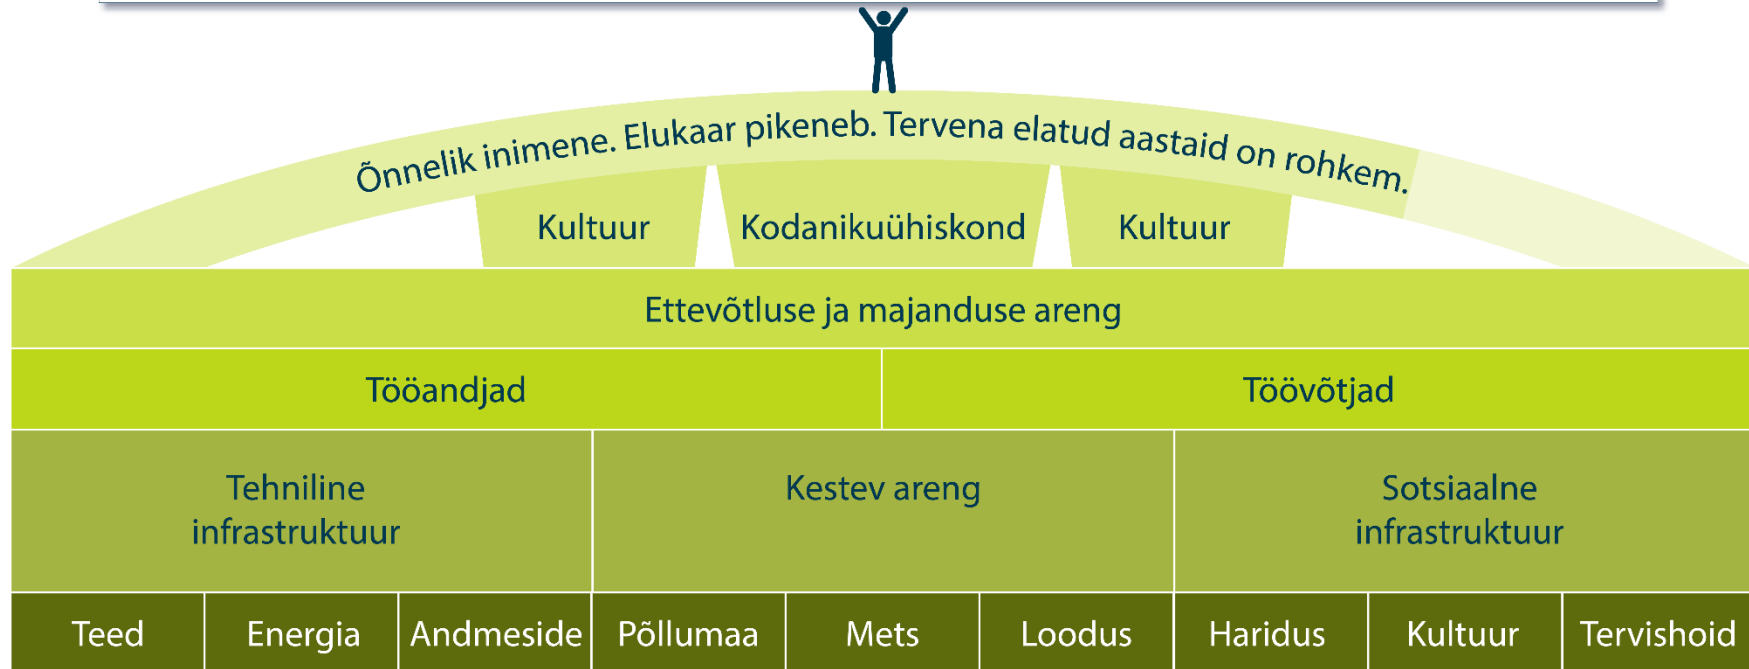 Õnnelik inimene. Elukaar pikeneb. Tervena elatud aastaid on rohkem.
Kultuur
Kodanikuühiskond
Kultuur
Ettevõtluse ja majanduse areng
Tööandjad
Töövõtjad
Tehniline
infrastruktuur
Kestev areng
Sotsiaalne
infrastruktuur
Teed
Energia
Andmeside
Põllumaa
Mets
Loodus
Haridus
Kultuur
Tervishoid